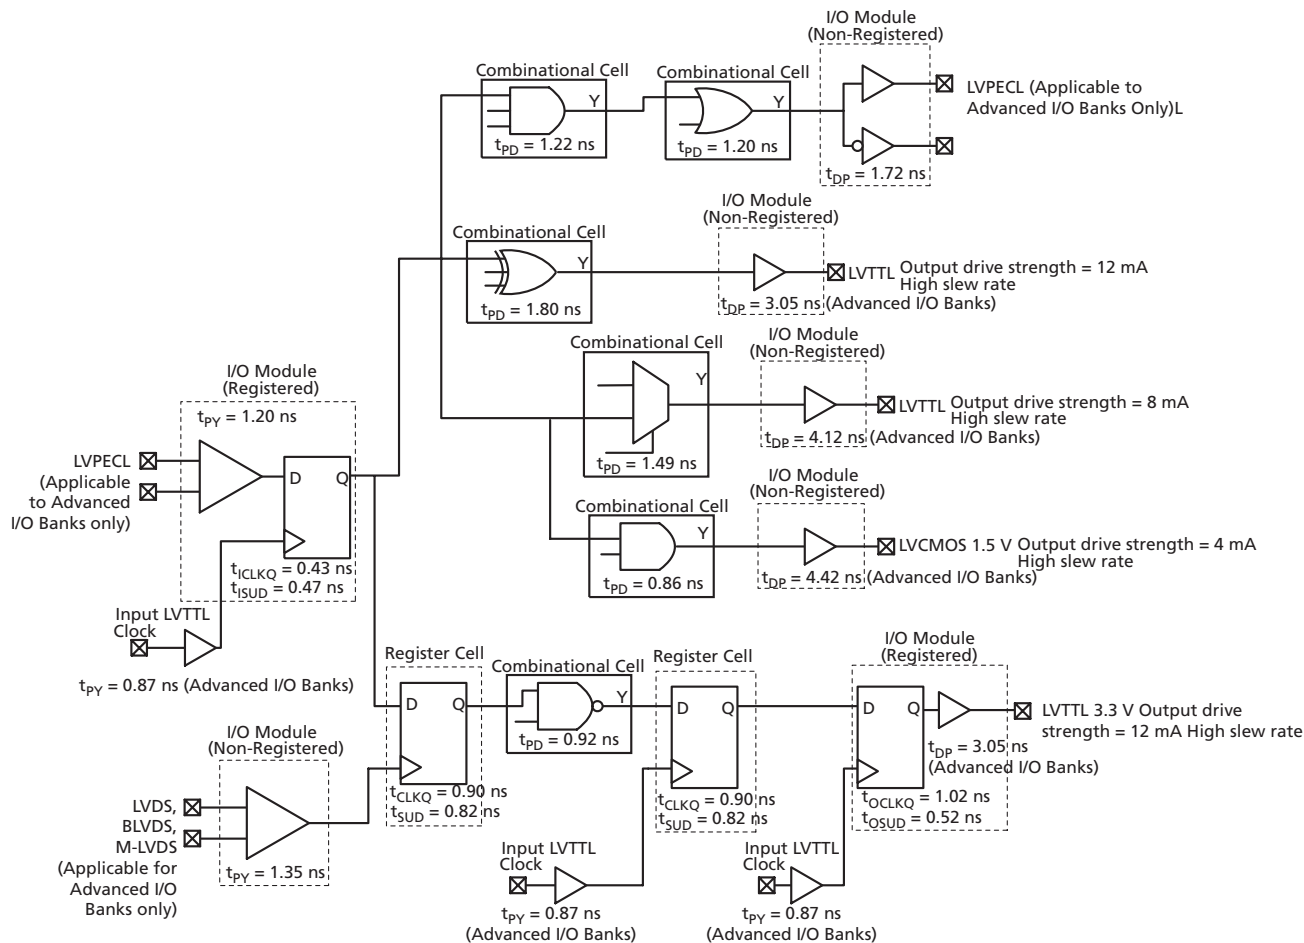 I/O Module
(Non-Registered)
Combinational Cell
Y
tPD = 1.22 ns
Combinational Cell
Y
tPD = 1.20 ns
tDP = 1.72 ns
LVPECL (Applicable to
Advanced I/O Banks Only)L
I/O Module
(Non-Registered)
Combinational Cell
Y
tPD = 1.80 ns
tDP = 3.05 ns (Advanced I/O Banks)
LVTTL Output drive strength = 12 mA
High slew rate
I/O Module
(Non-Registered)
Combinational Cell
Y
tPD = 1.49 ns
tDP = 4.12 ns (Advanced I/O Banks)
LVTTL Output drive strength = 8 mA
High slew rate
I/O Module
(Non-Registered)
Combinational Cell
Y
tPD = 0.86 ns
tDP = 4.42 ns (Advanced I/O Banks)
LVCMOS 1.5 V Output drive strength = 4 mA
High slew rate
I/O Module
(Registered)
tPY = 1.20 ns
LVPECL
(Applicable
to Advanced
I/O Banks only)
D
Q
tICLKQ = 0.43 ns
tISUD = 0.47 ns
Input LVTTL
Clock
tPY = 0.87 ns (Advanced I/O Banks)
I/O Module
(Non-Registered)
LVDS,
BLVDS,
M-LVDS
(Applicable for
Advanced I/O
Banks only)
tPY = 1.35 ns
Register Cell
D
Q
tCLKQ = 0.90 ns
tSUD = 0.82 ns
Combinational Cell
Y
tPD = 0.92 ns
Register Cell
D
Q
tCLKQ = 0.90 ns
tSUD = 0.82 ns
Input LVTTL
Clock
tPY = 0.87 ns
(Advanced I/O Banks)
I/O Module
(Registered)
D
Q
tDP = 3.05 ns
(Advanced I/O Banks)
tOCLKQ = 1.02 ns
tOSUD = 0.52 ns
LVTTL 3.3 V Output drive
strength = 12 mA High slew rate
Input LVTTL
Clock
tPY = 0.87 ns
(Advanced I/O Banks)